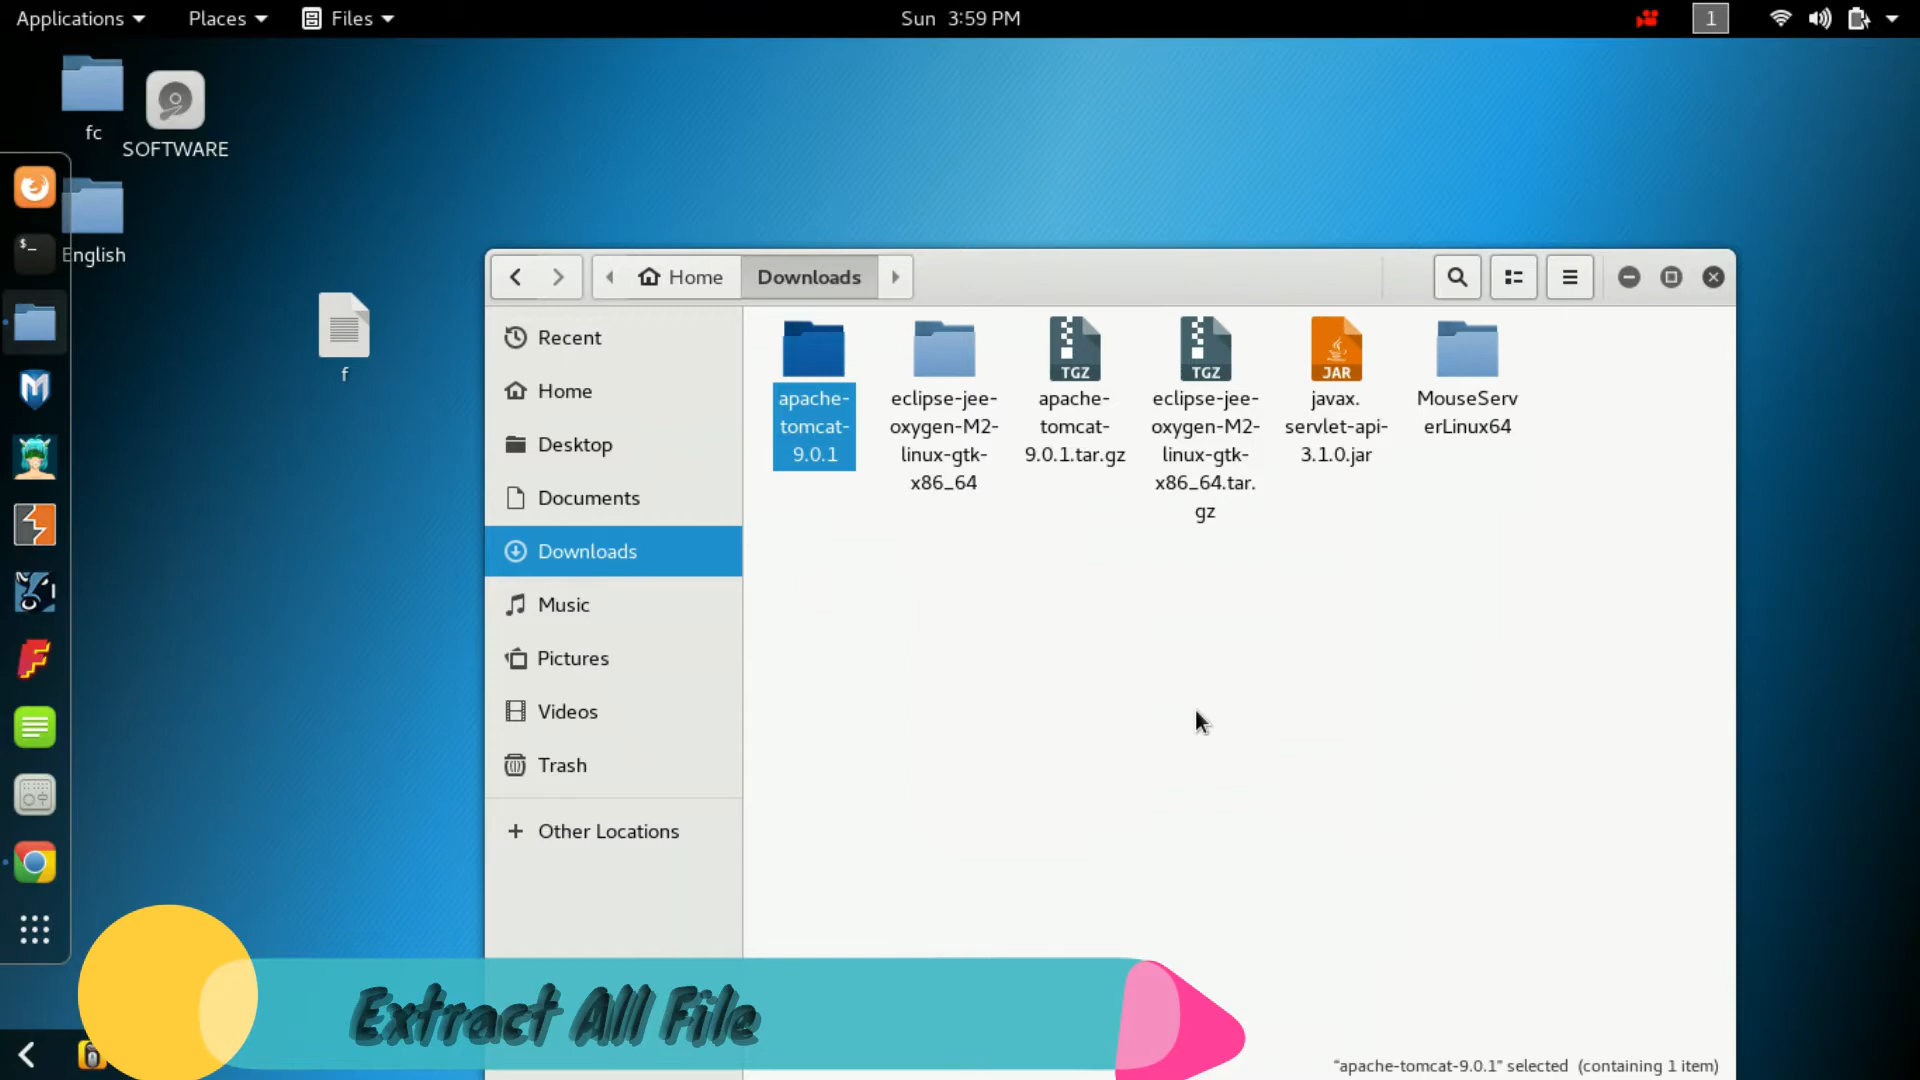 Applications Places Files Sun 3:59 PM 1
fc
SOFTWARE
English
f
$_
Home Downloads
Recent
Home
Desktop
Documents
Downloads
Music
Pictures
Videos
Trash
+ Other Locations
apache-
tomcat-
9.0.1
eclipse-jee-
oxygen-M2-
linux-gtk-
x86_64
TGZ
apache-
tomcat-
9.0.1.tar.gz
TGZ
eclipse-jee-
oxygen-M2-
linux-gtk-
x86_64.tar.
gz
JAR
javax.
servlet-api-
3.1.0.jar
MouseServ
erLinux64
Extract All File
"apache-tomcat-9.0.1" selected (containing 1 item)